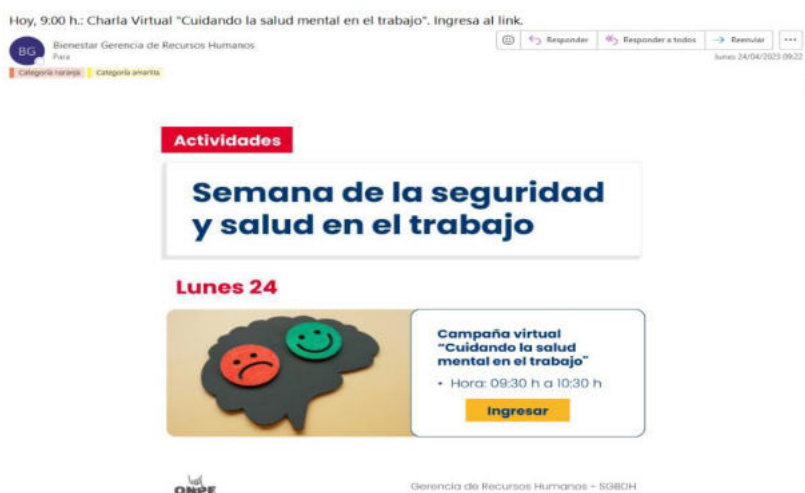 Hoy, 9:00 h.: Charla Virtual "Cuidando la salud mental en el trabajo". Ingresa al link.
BG
Bienestar Gerencia de Recursos Humanos
Para
Responder
Responder a todos
Reenviar
lunes 24/04/2023 09:22
Categoría naranja
Categoría amarilla
Actividades
Semana de la seguridad
y salud en el trabajo
Lunes 24
Campaña virtual
“Cuidando la salud
mental en el trabajo"
• Hora: 09:30 h a 10:30 h
Ingresar
ONPE
Gerencia de Recursos Humanos - SGBDH